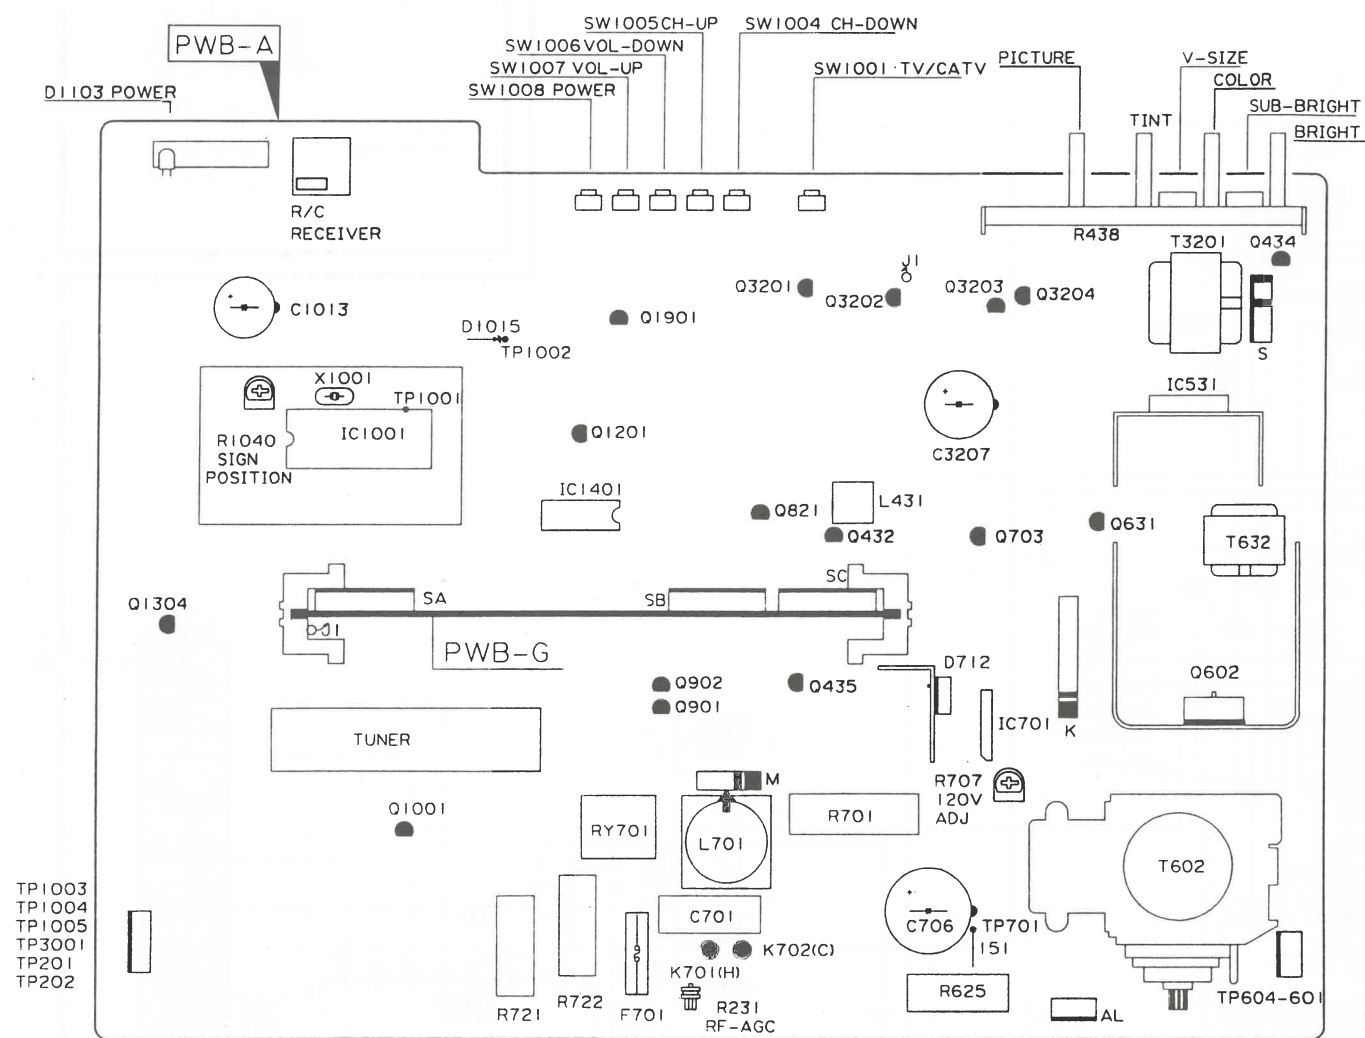 SW1005CH-UP
SW1004 CH-DOWN
PWB-A
SW1006VOL-DOWN
SW1007 VOL-UP
SW1001·TV/CATV
PICTURE
V-SIZE
COLOR
D1103 POWER
SW1008 POWER
SUB-BRIGHT
TINT
BRIGHT
R/C
RECEIVER
R438
T3201
Q434
J1
Q3201
Q3202
Q3203
Q3204
C1013
Q1901
D1015
TP1002
S
X1001
TP1001
IC531
IC1001
Q1201
R1040
SIGN
POSITION
C3207
IC1401
L431
Q821
Q432
Q703
Q631
T632
SC
SA
SB
Q1304
J1
PWB-G
D712
Q602
Q902
Q435
Q901
IC701
K
TUNER
M
R707
120V
ADJ
Q1001
RY701
L701
R701
T602
TP1003
TP1004
TP1005
TP3001
TP201
TP202
C701
C706
TP701
151
K702(C)
K701(H)
R625
TP604-601
R721
R722
F701
R231
RF-AGC
AL